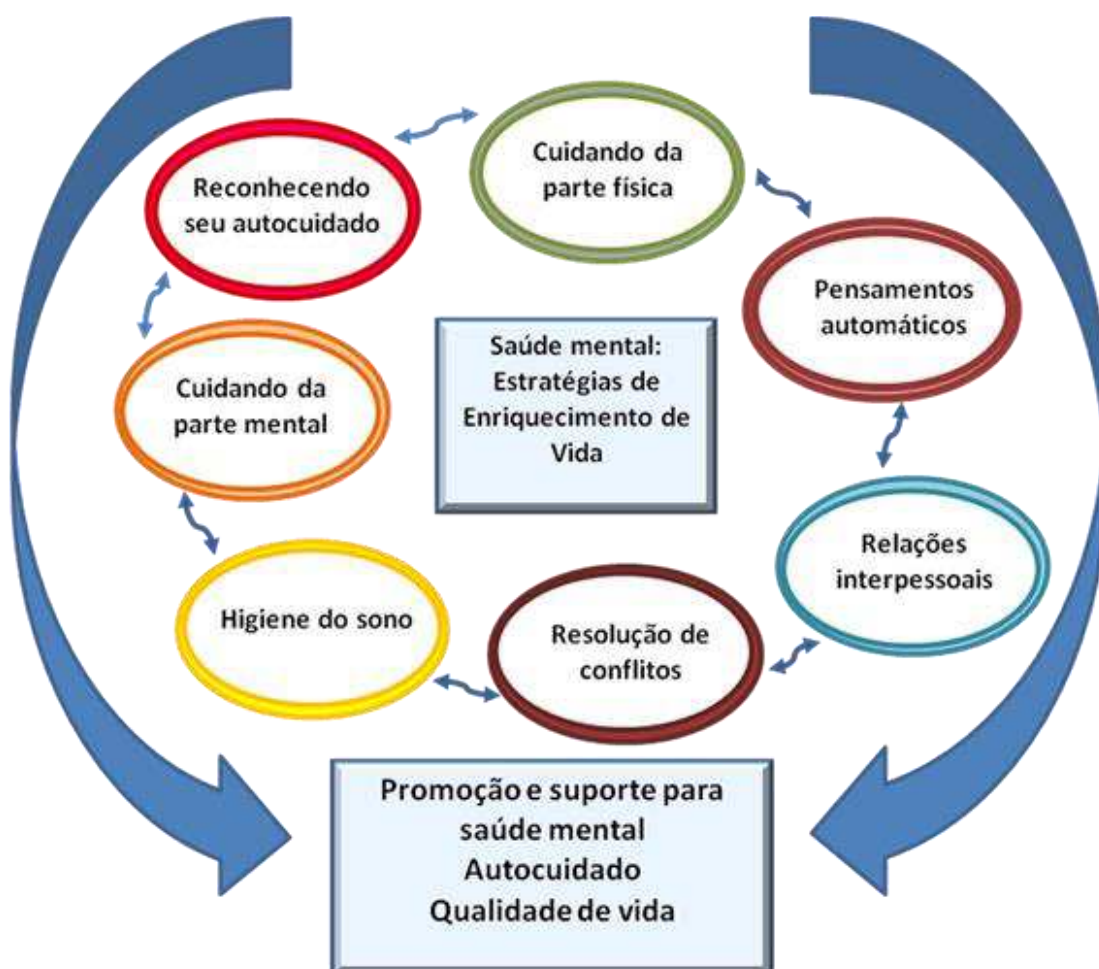 Reconhecendo
seu autocuidado
Cuidando da
parte física
Pensamentos
automáticos
Saúde mental:
Estratégias de
Enriquecimento de
Vida
Cuidando da
parte mental
Relações
interpessoais
Higiene do sono
Resolução de
conflitos
Promoção e suporte para
saúde mental
Autocuidado
Qualidade de vida